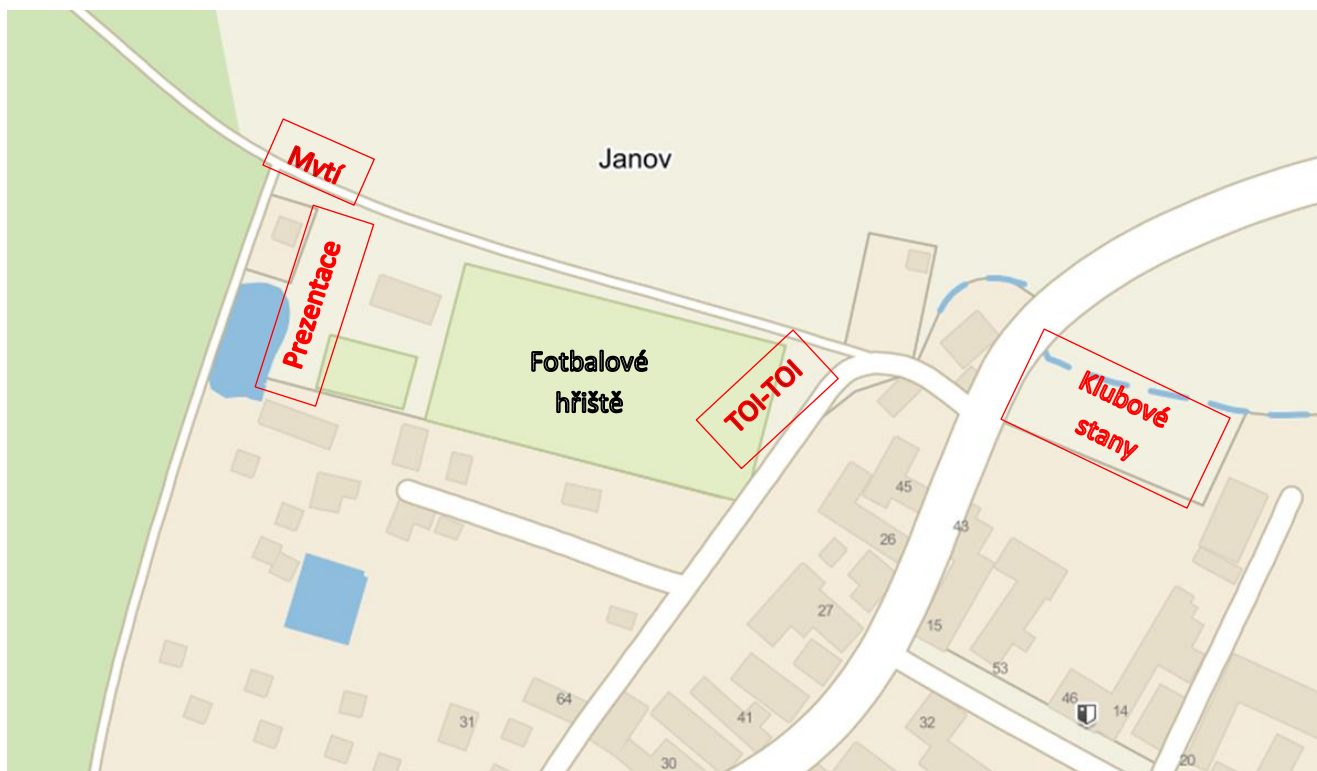 Janov
Mytí
Prezentace
Fotbalové
hřiště
TOI-TOI
Klubové
stany
45
26
43
27
15
53
46
14
64
31
41
32
30
20